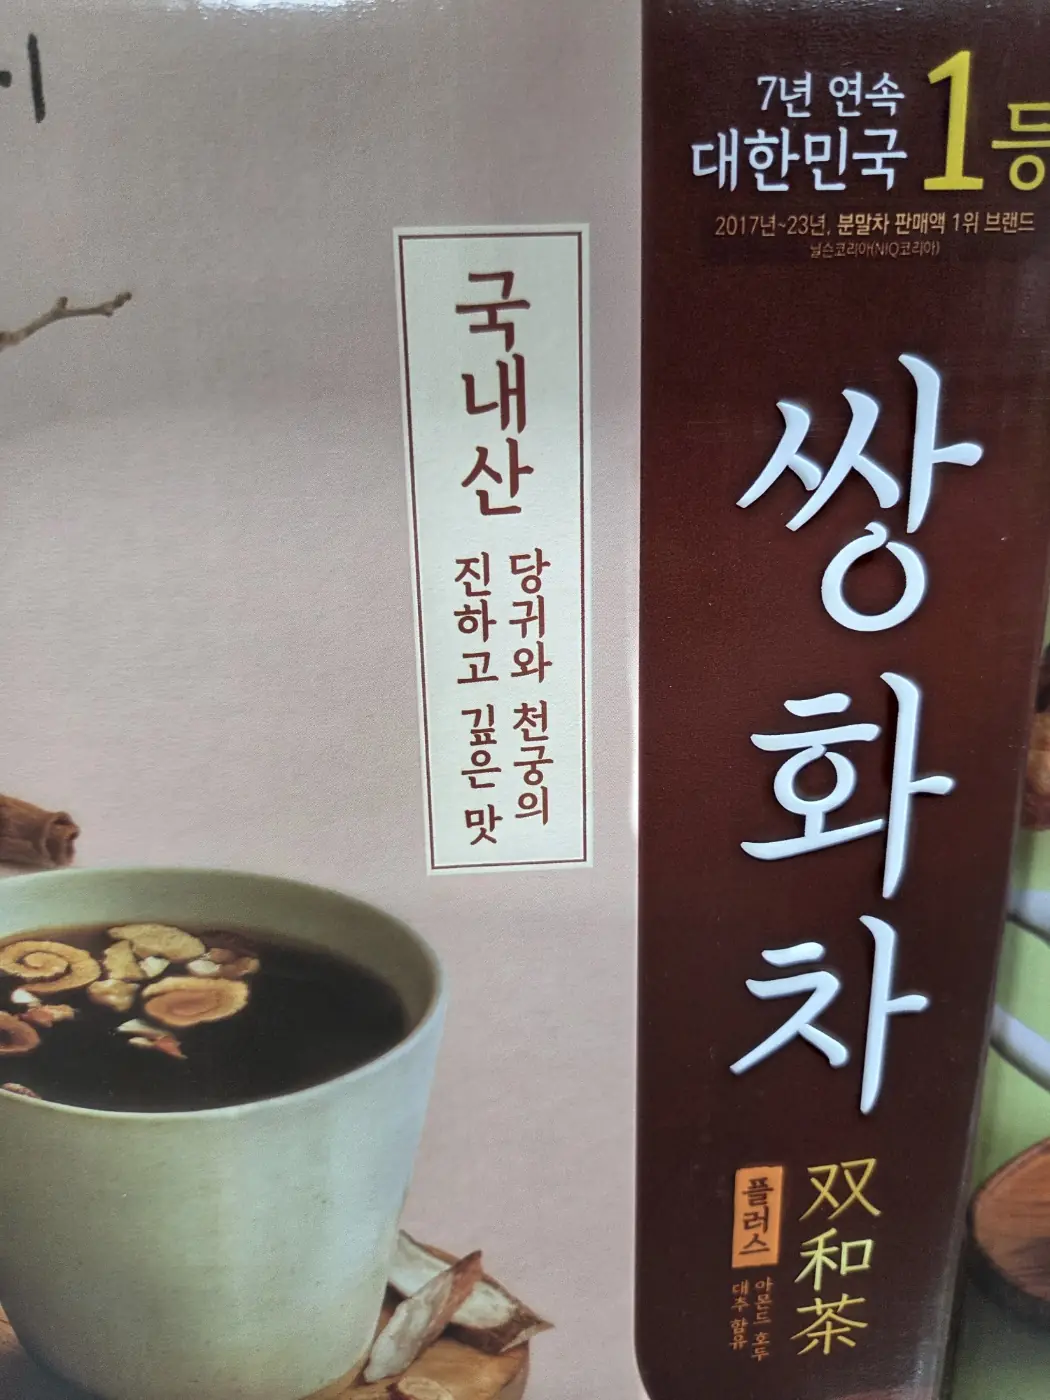 7년 연속
대한민국 1등
2017년~23년, 분말차 판매액 1위 브랜드
닐슨코리아(NIQ코리아)
국내산
당귀와 천궁의
진하고 깊은 맛
쌍화차
双和茶
플러스
아몬드 호두
대추 함유